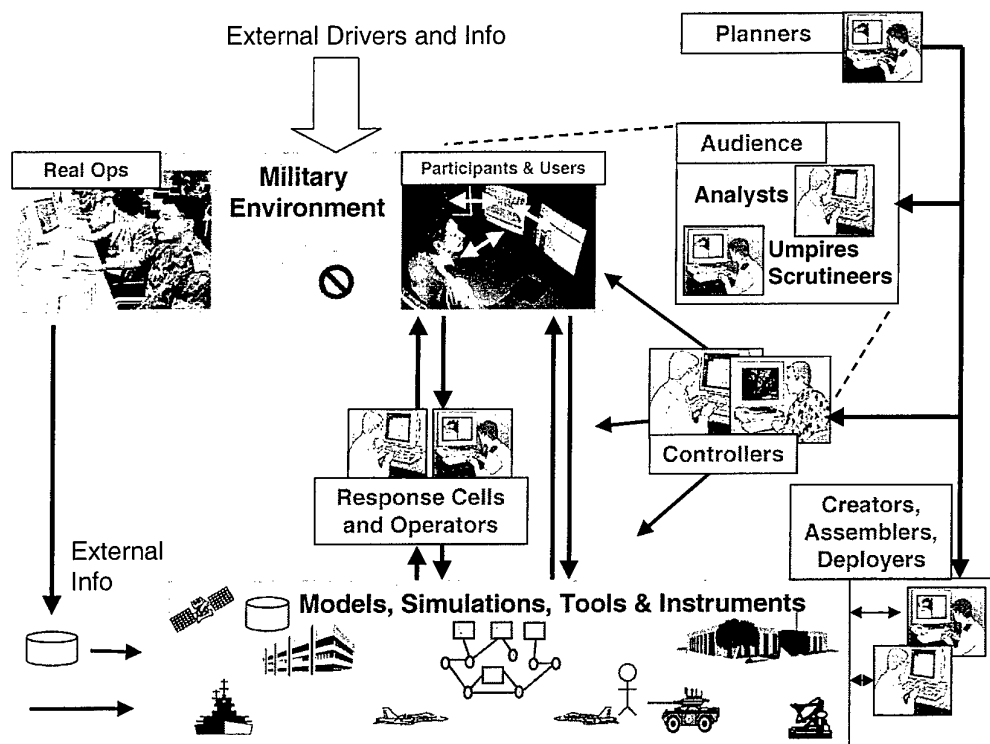 External Drivers and Info
Planners
Audience
Real Ops
Military
Environment
Participants & Users
Analysts
Umpires
Scrutineers
Controllers
Response Cells
and Operators
Creators,
Assemblers,
Deployers
External
Info
Models, Simulations, Tools & Instruments